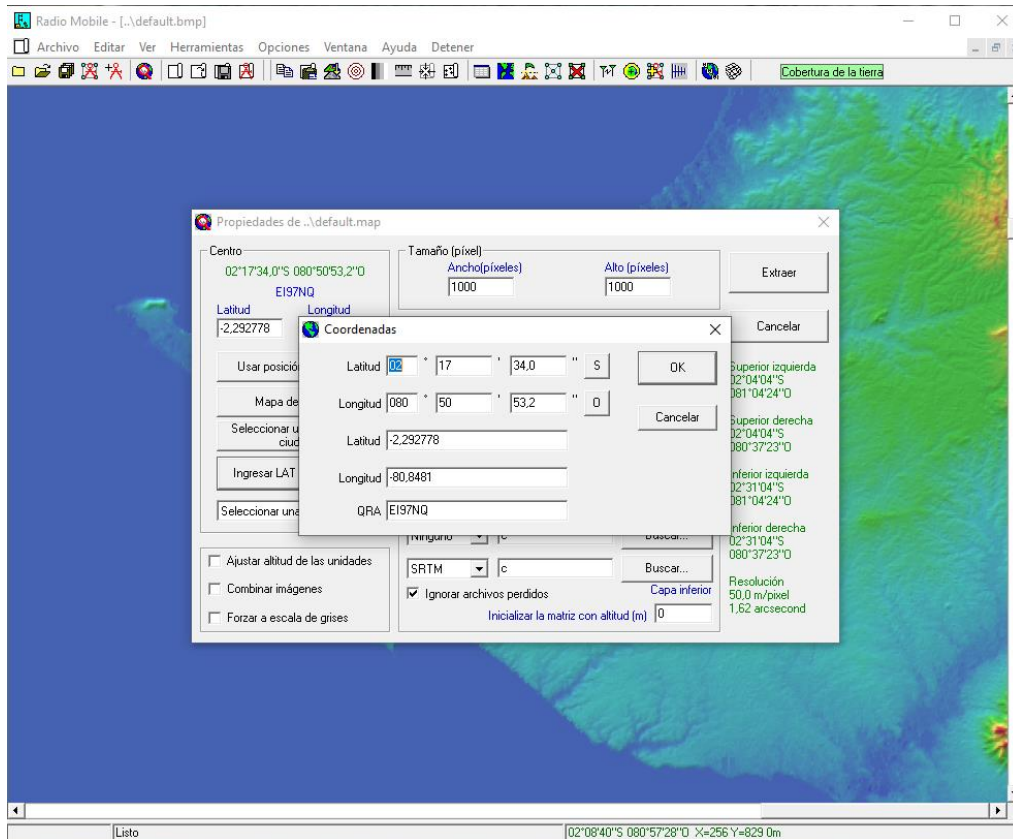 Radio Mobile - [..\default.bmp]
Archivo Editar Ver Herramientas Opciones Ventana Ayuda Detener
Cobertura de la tierra
Propiedades de ..\default.map
Centro
02°17'34,0''S 080°50'53,2''O
EI97NQ
Latitud Longitud
-2,292778
Usar posició
Mapa de
Seleccionar u
ciud
Ingresar LAT
Seleccionar una
Tamaño (píxel)
Ancho(píxeles) Alto (píxeles)
1000 1000
Extraer
Cancelar
Coordenadas
Latitud 02 ° 17 ' 34,0 '' S
Longitud 080 ° 50 ' 53,2 '' O
Latitud -2,292778
Longitud -80,8481
QRA EI97NQ
OK
Cancelar
Superior izquierda
02°04'04''S
081°04'24''O
Superior derecha
02°04'04''S
080°37'23''O
nferior izquierda
02°31'04''S
081°04'24''O
nferior derecha
02°31'04''S
080°37'23''O
Resolución
50,0 m/pixel
1,62 arcsecond
Ninguno c Buscar...
SRTM c Buscar...
Ignorar archivos perdidos Capa inferior
Inicializar la matriz con altitud (m) 0
Ajustar altitud de las unidades
Combinar imágenes
Forzar a escala de grises
Listo 02°08'40''S 080°57'28''O X=256 Y=829 0m